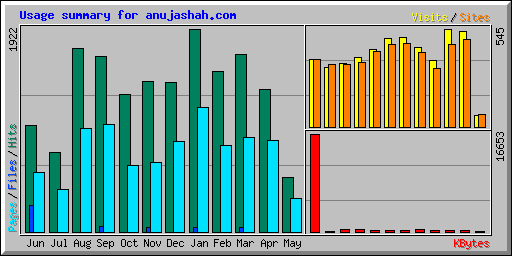 Usage summary for anujashah.com
Visits/Sites
1922
545
Pages/Files/Hits
16653
Jun Jul Aug Sep Oct Nov Dec Jan Feb Mar Apr May
KBytes